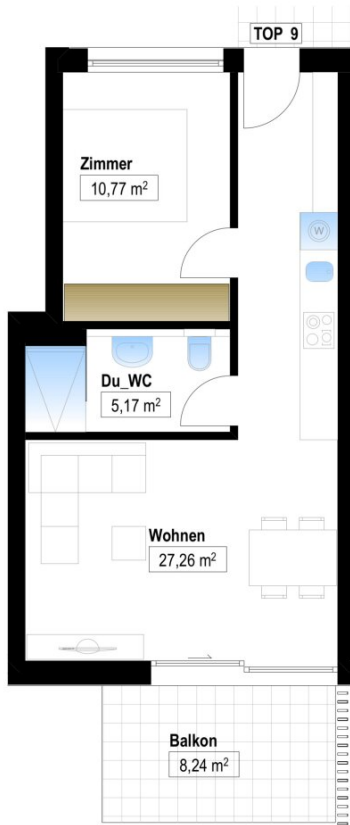 TOP 9
Zimmer
10,77 m²
W
Du_WC
5,17 m²
Wohnen
27,26 m²
Balkon
8,24 m²